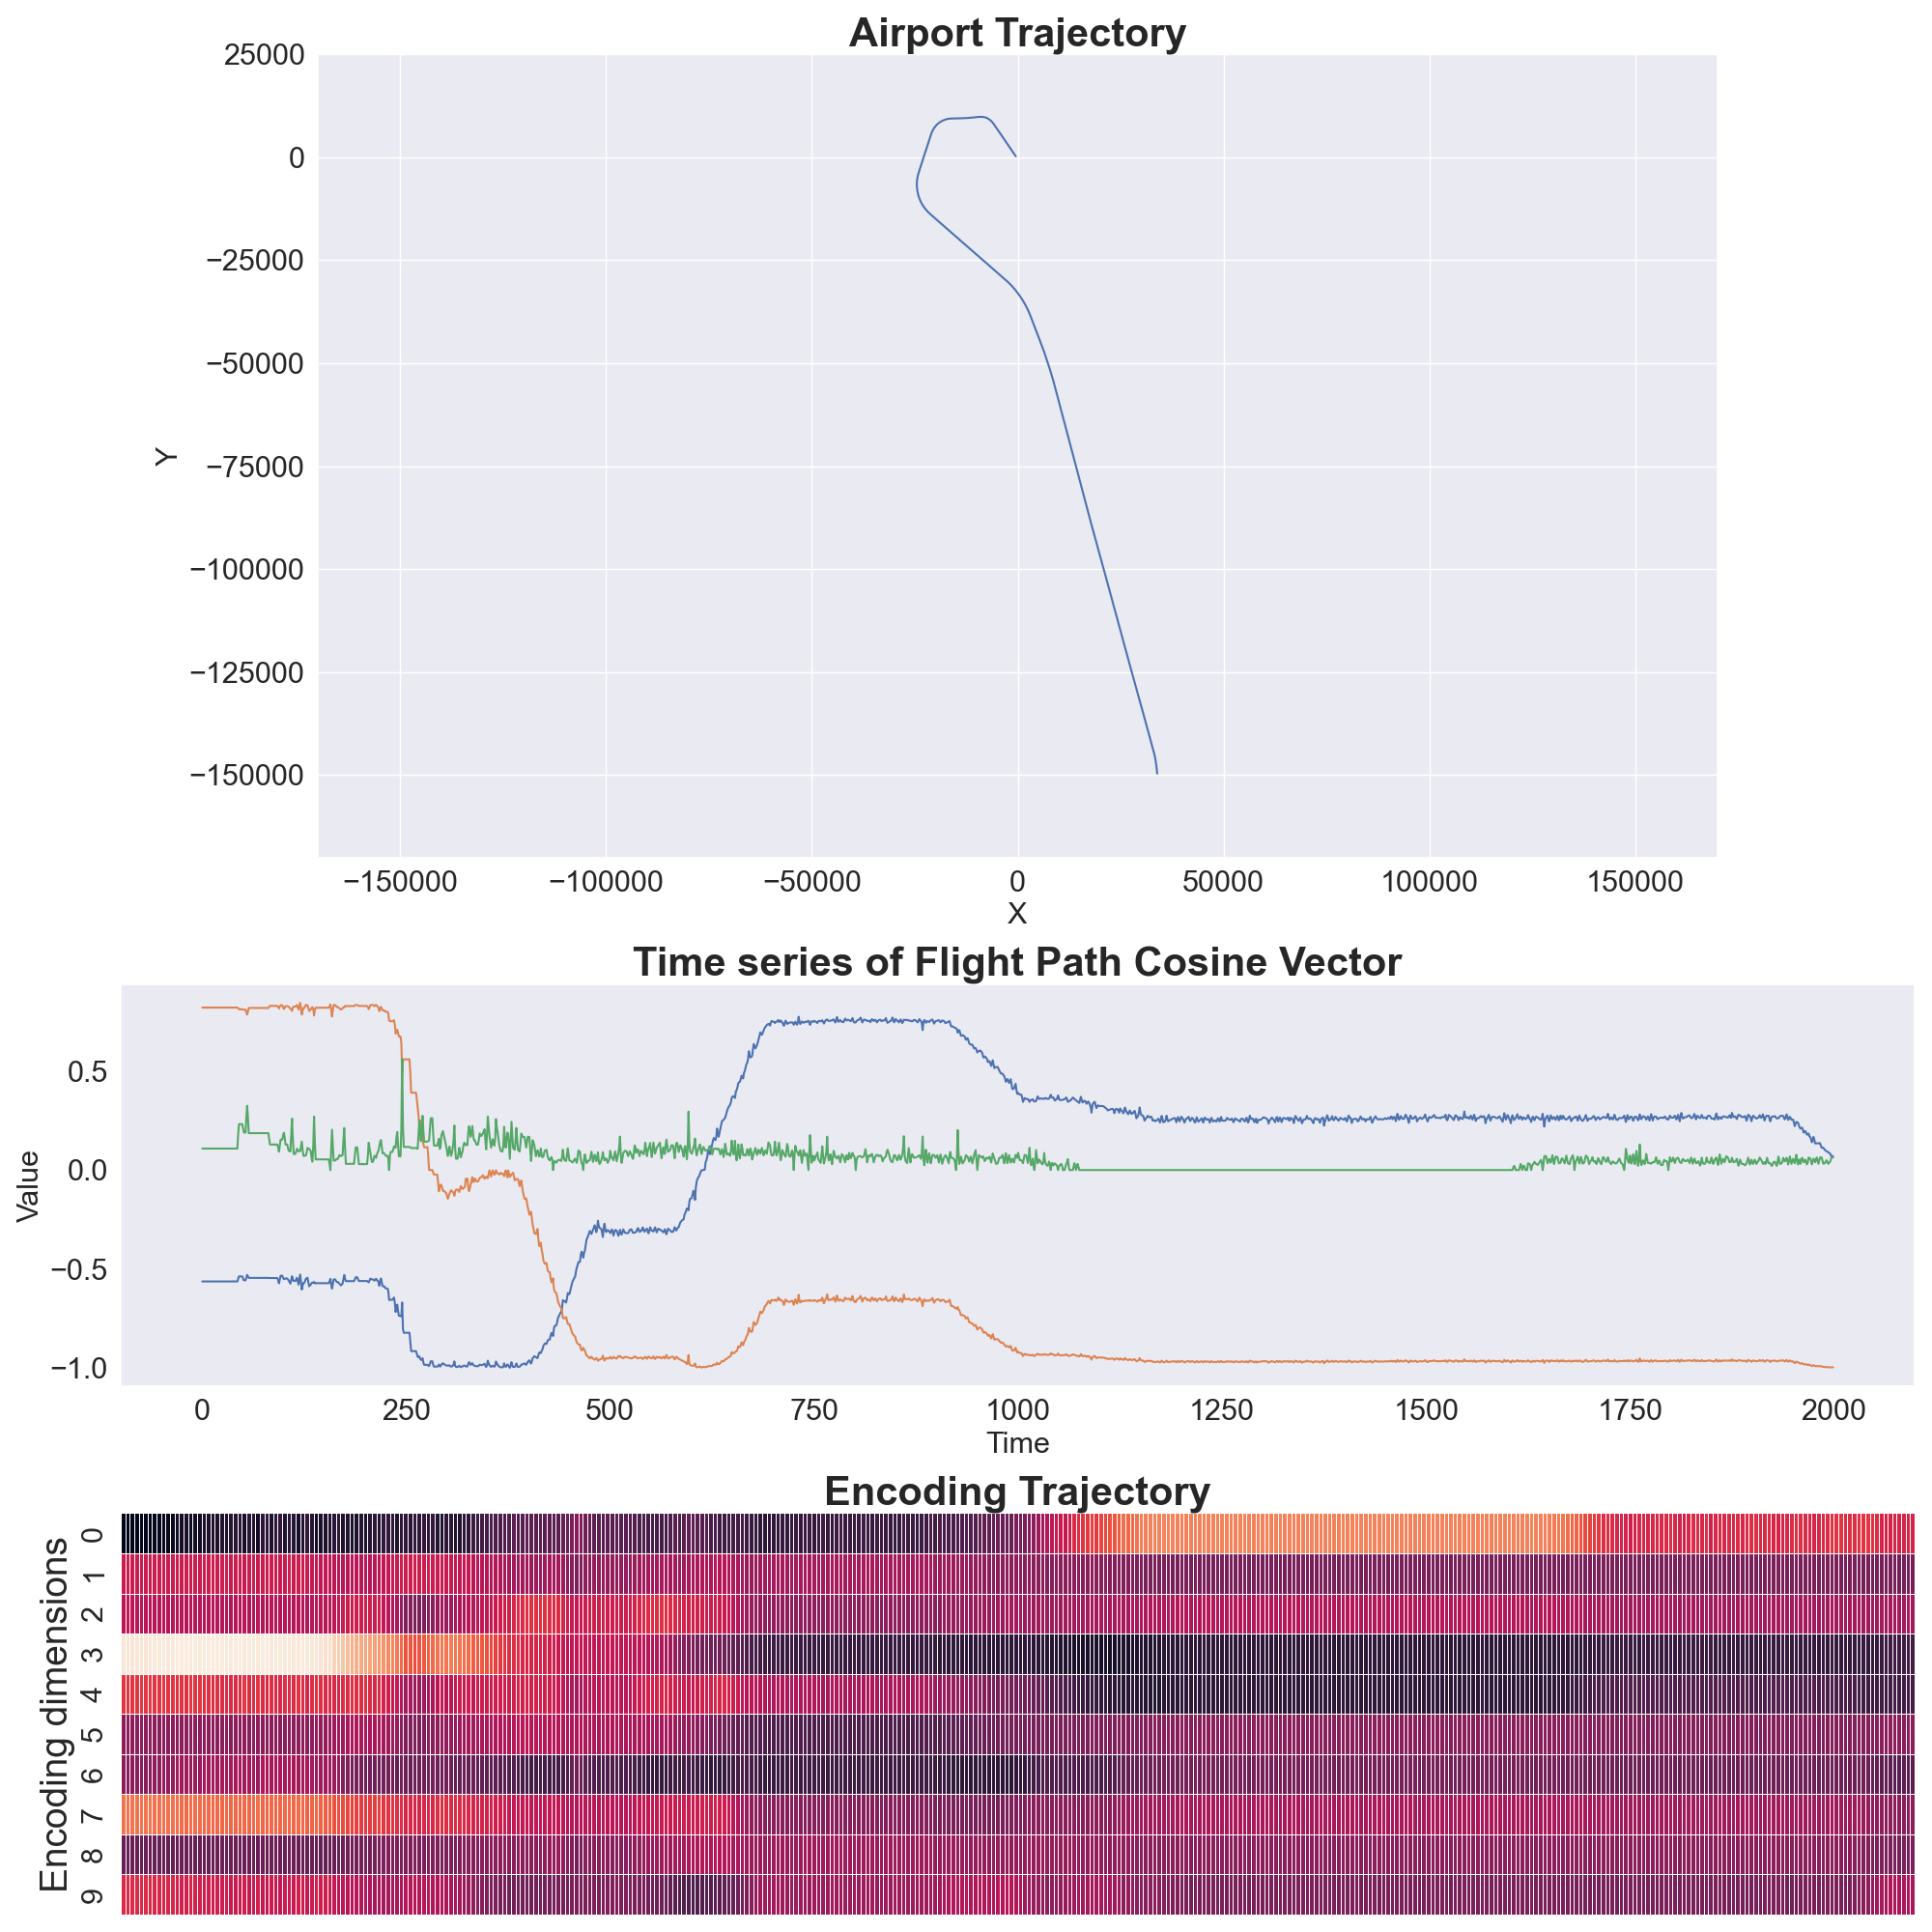 Airport Trajectory
25000
0
−25000
−50000
−75000
−100000
−125000
−150000
Y
−150000 −100000 −50000 0 50000 100000 150000
X
Time series of Flight Path Cosine Vector
0.5
0.0
−0.5
−1.0
Value
0 250 500 750 1000 1250 1500 1750 2000
Time
Encoding Trajectory
Encoding dimensions
0
1
2
3
4
5
6
7
8
9